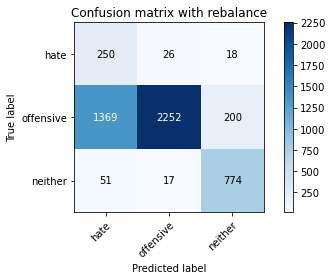 Confusion matrix with rebalance
True label
hate 250 26 18
offensive 1369 2252 200
neither 51 17 774
hate offensive neither
Predicted label
2250
2000
1750
1500
1250
1000
750
500
250